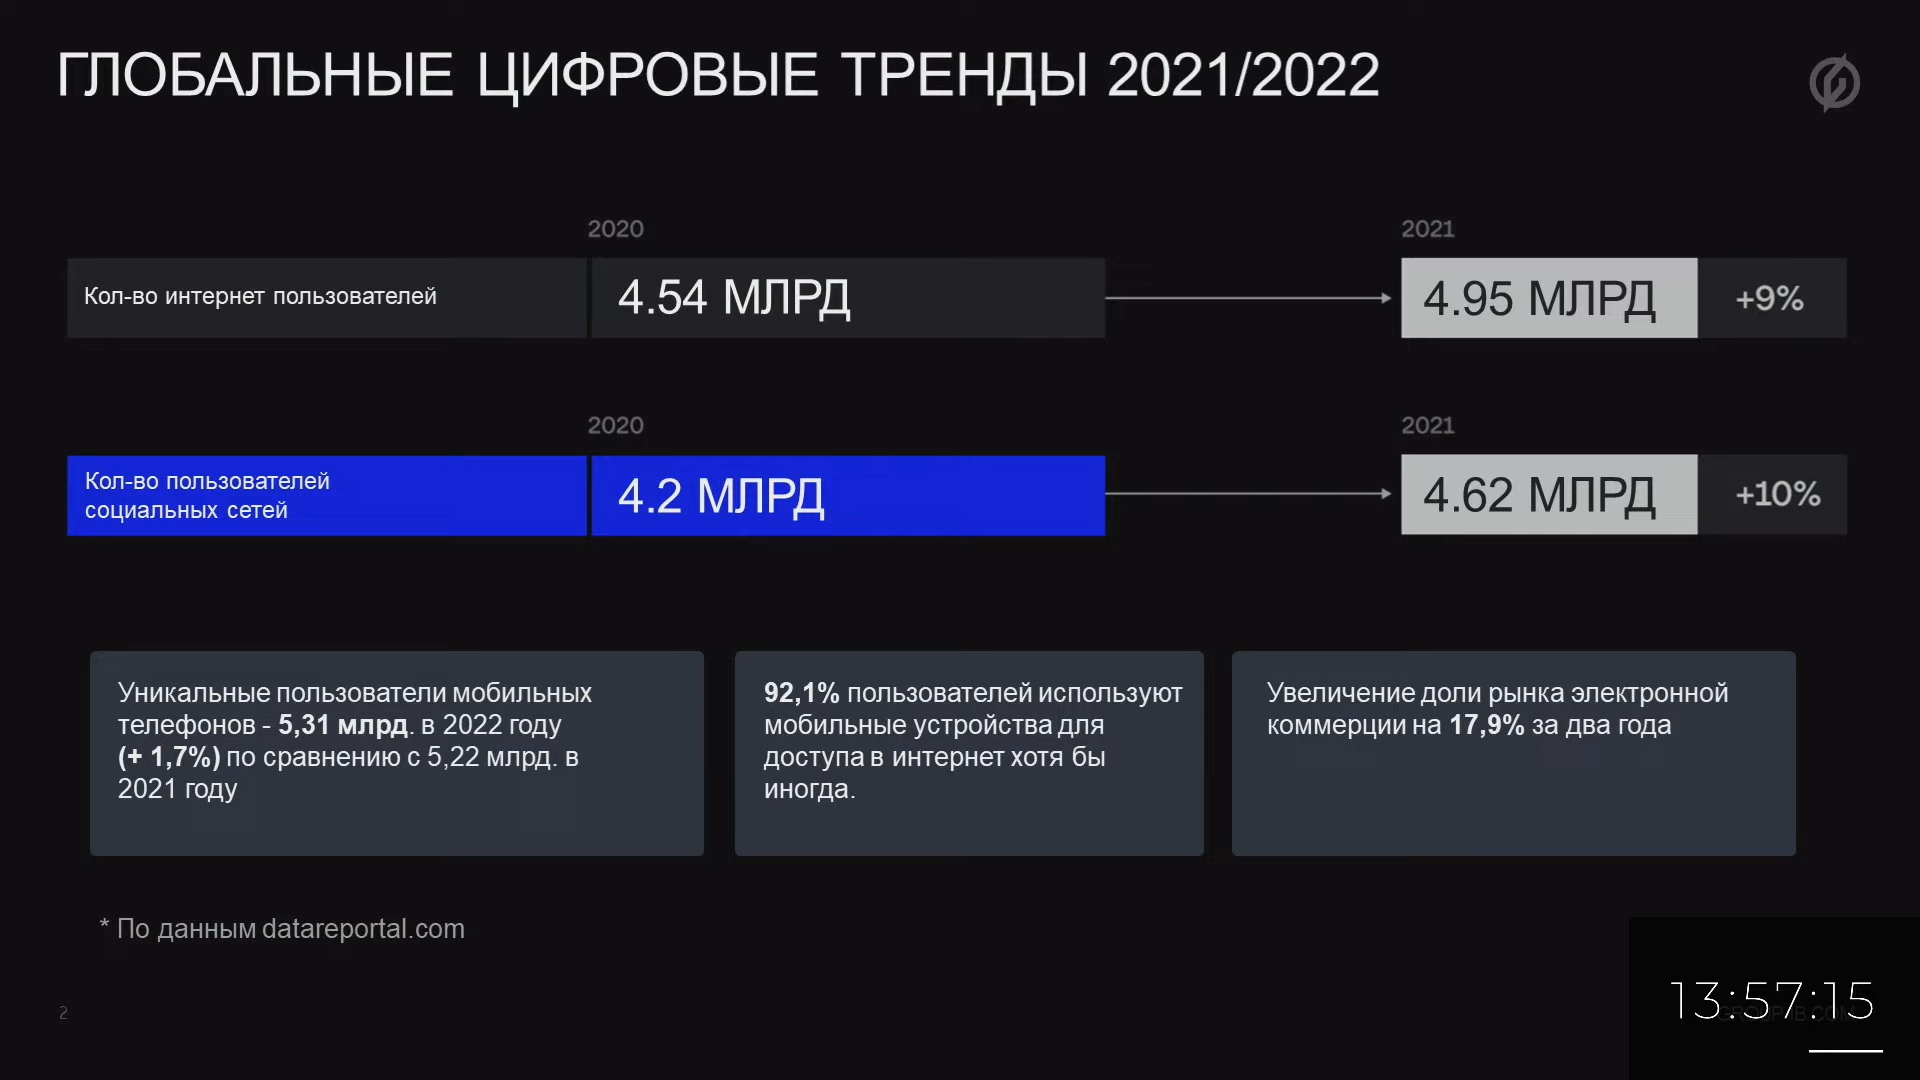 ГЛОБАЛЬНЫЕ ЦИФРОВЫЕ ТРЕНДЫ 2021/2022
2020
2021
Кол-во интернет пользователей
4.54 МЛРД
4.95 МЛРД
+9%
2020
2021
Кол-во пользователей
социальных сетей
4.2 МЛРД
4.62 МЛРД
+10%
Уникальные пользователи мобильных
телефонов - 5,31 млрд. в 2022 году
(+ 1,7%) по сравнению с 5,22 млрд. в
2021 году
92,1% пользователей используют
мобильные устройства для
доступа в интернет хотя бы
иногда.
Увеличение доли рынка электронной
коммерции на 17,9% за два года
* По данным datareportal.com
2
13:57:15